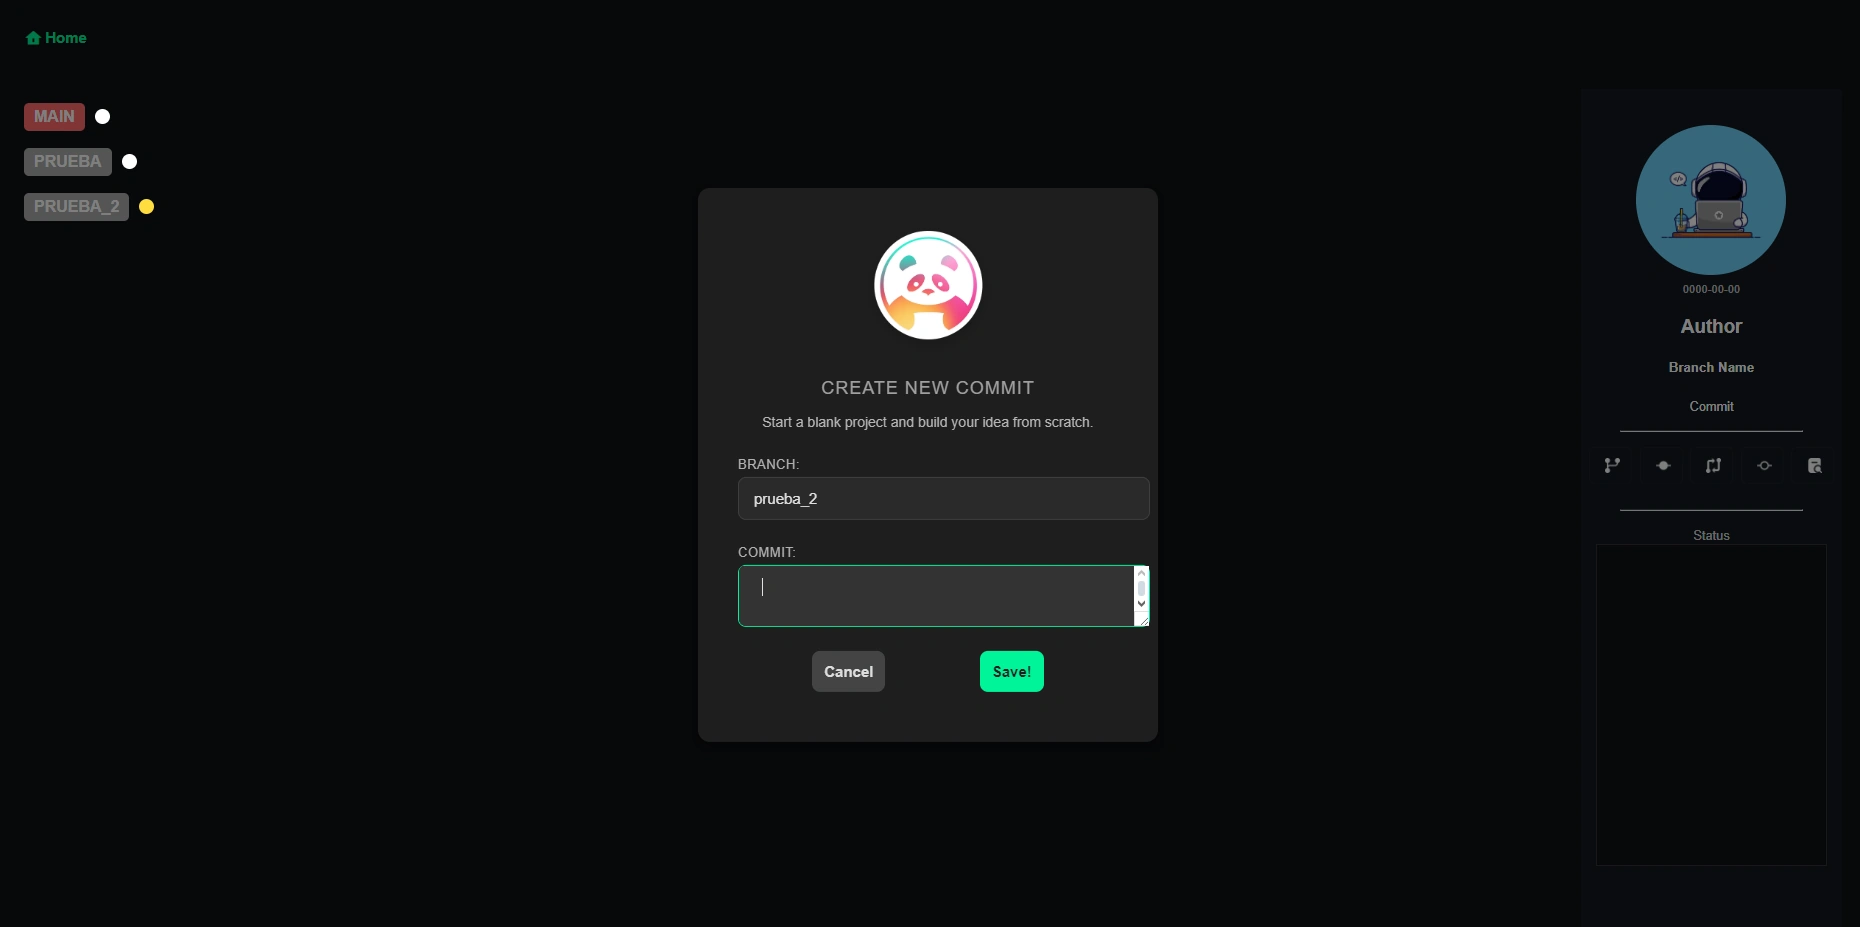 Home
MAIN
PRUEBA
PRUEBA_2
CREATE NEW COMMIT
Start a blank project and build your idea from scratch.
BRANCH:
prueba_2
COMMIT:
Cancel
Save!
</>
0000-00-00
Author
Branch Name
Commit
Status